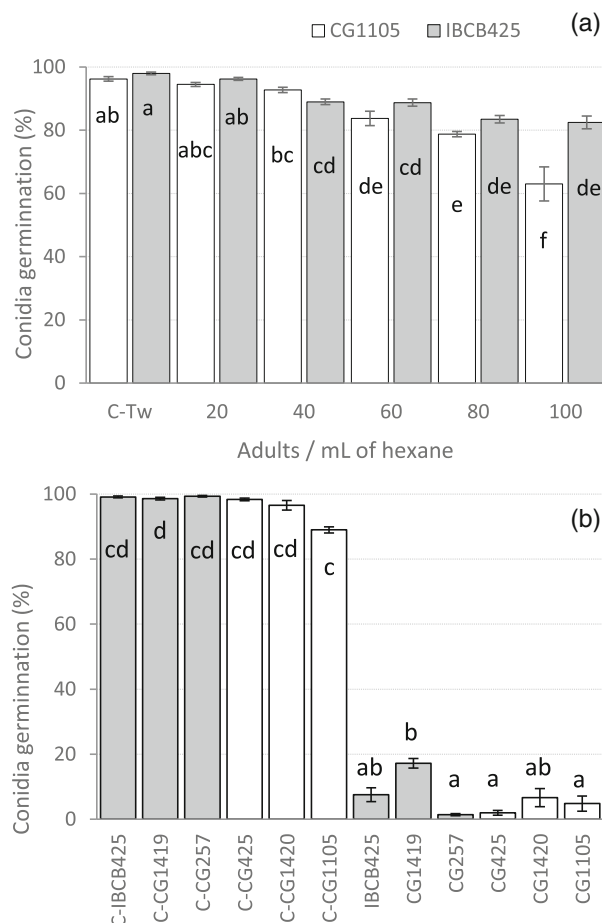 CG1105 IBCB425 (a)
100
80
60
40
20
0
Conidia germinnation (%)
ab a abc ab bc cd de cd e de f de
C-Tw 20 40 60 80 100
Adults / mL of hexane
(b)
100
80
60
40
20
0
Conidia germinnation (%)
cd d cd cd cd c ab b a a ab a
C-IBCB425 C-CG1419 C-CG257 C-CG425 C-CG1420 C-CG1105 IBCB425 CG1419 CG257 CG425 CG1420 CG1105